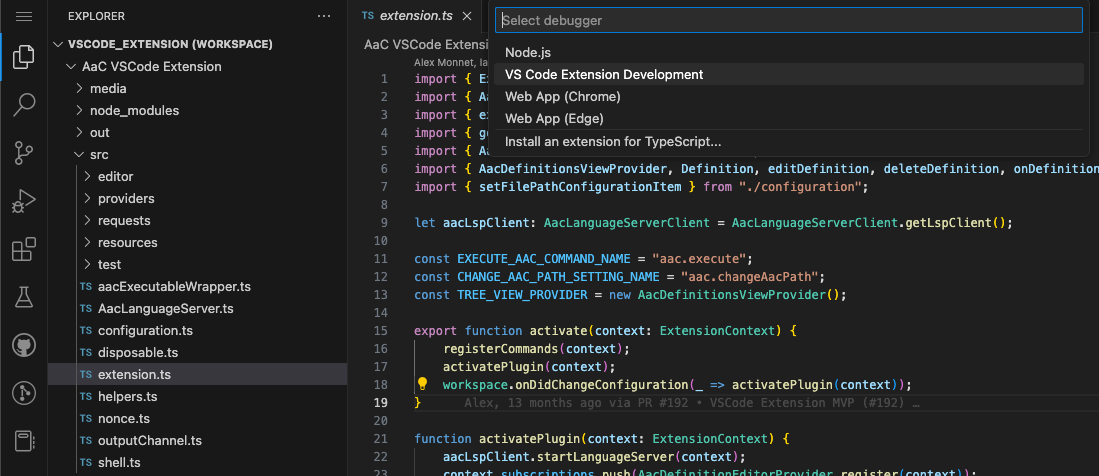 EXPLORER
VSCODE_EXTENSION (WORKSPACE)
AaC VSCode Extension
media
node_modules
out
src
editor
providers
requests
resources
test
TS aacExecutableWrapper.ts
TS AacLanguageServer.ts
TS configuration.ts
TS disposable.ts
TS extension.ts
TS helpers.ts
TS nonce.ts
TS outputChannel.ts
TS shell.ts
TS extension.ts
Select debugger
Node.js
VS Code Extension Development
Web App (Chrome)
Web App (Edge)
Install an extension for TypeScript...
AaC VSCode Extensi
Alex Monnet, la
1 import { E
2 import { Aa
3 import { e
4 import { g
5 import { A
6 import { AacDefinitionsViewProvider, Definition, editDefinition, deleteDefinition, onDefinition
7 import { setFilePathConfigurationItem } from "./configuration";
8
9 let aacLspClient: AacLanguageServerClient = AacLanguageServerClient.getLspClient();
10
11 const EXECUTE_AAC_COMMAND_NAME = "aac.execute";
12 const CHANGE_AAC_PATH_SETTING_NAME = "aac.changeAacPath";
13 const TREE_VIEW_PROVIDER = new AacDefinitionsViewProvider();
14
15 export function activate(context: ExtensionContext) {
16 registerCommands(context);
17 activatePlugin(context);
18 workspace.onDidChangeConfiguration(_ => activatePlugin(context));
19 } Alex, 13 months ago via PR #192 • VSCode Extension MVP (#192) …
20
21 function activatePlugin(context: ExtensionContext) {
22 aacLspClient.startLanguageServer(context);
23 context.subscriptions.push(AacDefinitionEditorProvider.register(context));